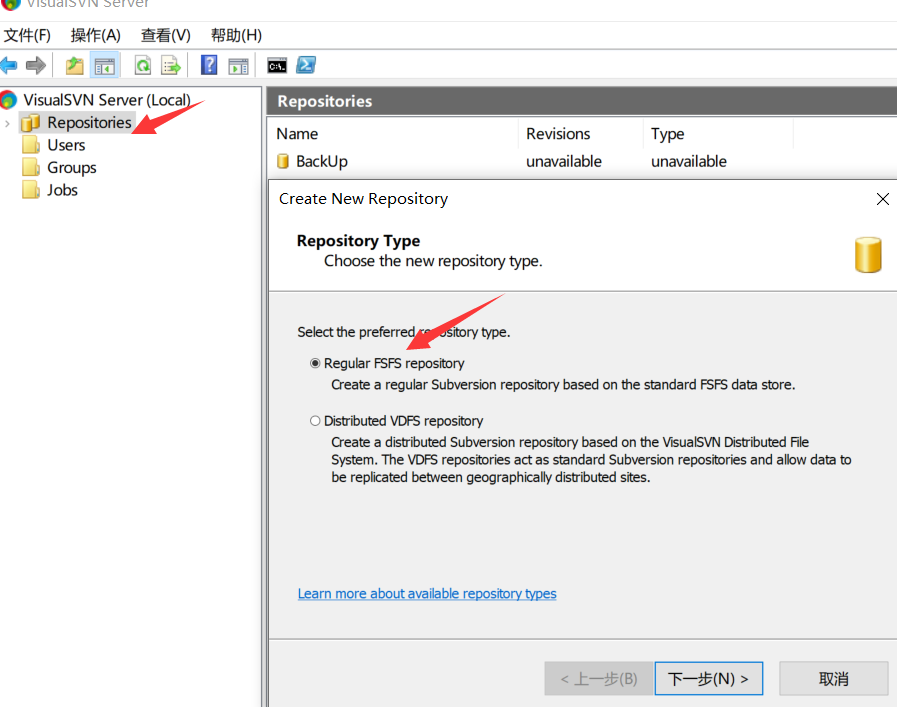 VisualSVN Server
文件(F) 操作(A) 查看(V) 帮助(H)
VisualSVN Server (Local)
Repositories
Users
Groups
Jobs
Repositories
Name Revisions Type
BackUp unavailable unavailable
Create New Repository
Repository Type
Choose the new repository type.
Select the preferred repository type.
Regular FSFS repository
Create a regular Subversion repository based on the standard FSFS data store.
Distributed VDFS repository
Create a distributed Subversion repository based on the VisualSVN Distributed File
System. The VDFS repositories act as standard Subversion repositories and allow data to
be replicated between geographically distributed sites.
Learn more about available repository types
< 上一步(B) 下一步(N) > 取消